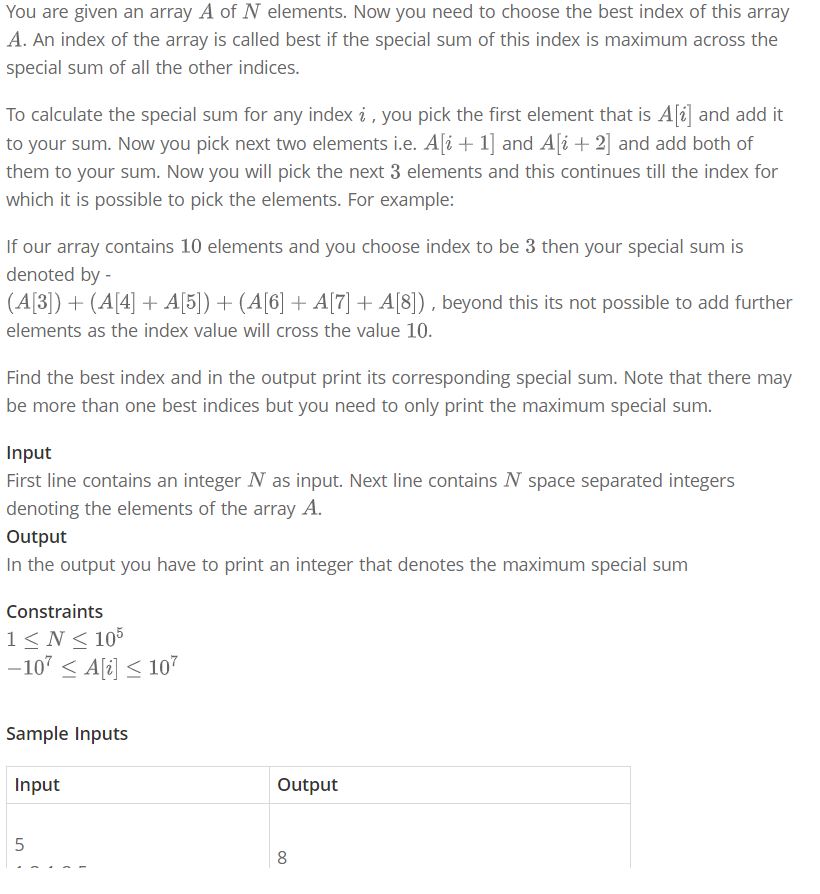 You are given an array A of N elements. Now you need to choose the best index of this array
A. An index of the array is called best if the special sum of this index is maximum across the
special sum of all the other indices.
To calculate the special sum for any index i , you pick the first element that is A[i] and add it
to your sum. Now you pick next two elements i.e. A[i + 1] and A[i + 2] and add both of
them to your sum. Now you will pick the next 3 elements and this continues till the index for
which it is possible to pick the elements. For example:
If our array contains 10 elements and you choose index to be 3 then your special sum is
denoted by -
(A[3]) + (A[4] + A[5]) + (A[6] + A[7] + A[8]) , beyond this its not possible to add further
elements as the index value will cross the value 10.
Find the best index and in the output print its corresponding special sum. Note that there may
be more than one best indices but you need to only print the maximum special sum.
Input
First line contains an integer N as input. Next line contains N space separated integers
denoting the elements of the array A.
Output
In the output you have to print an integer that denotes the maximum special sum
Constraints
1 ≤ N ≤ 10⁵
−10⁷ ≤ A[i] ≤ 10⁷
Sample Inputs
Input Output
5
8